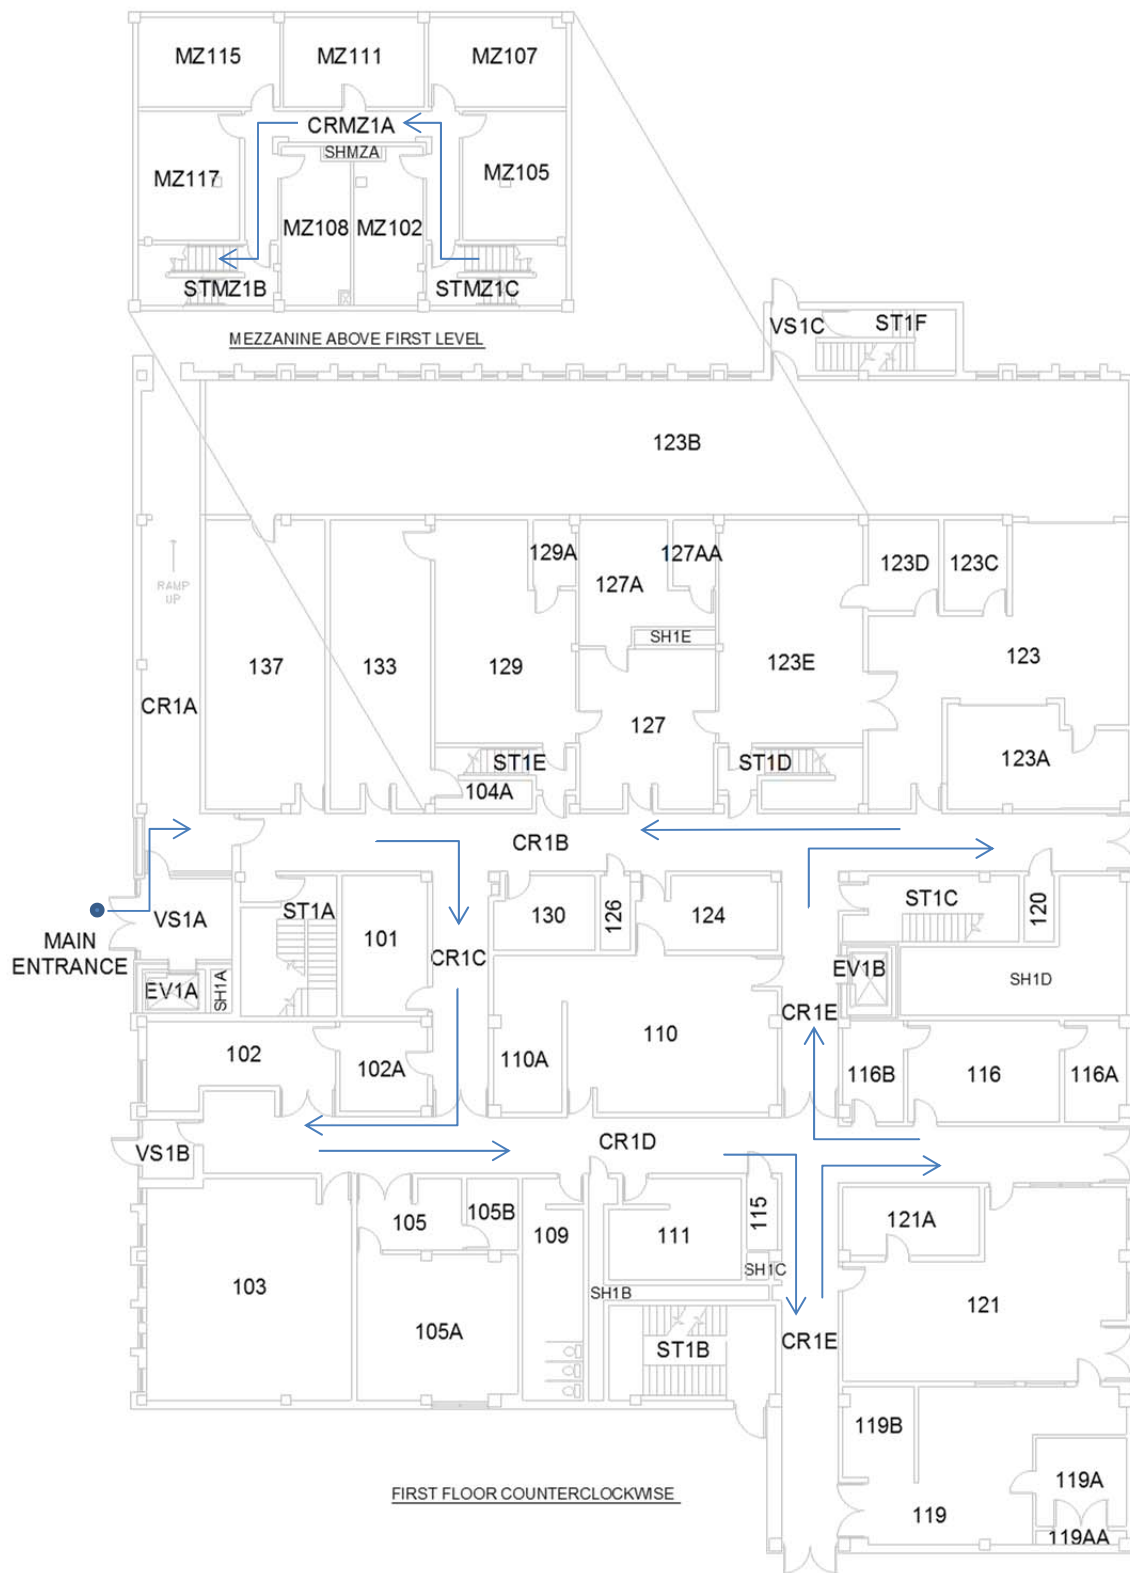 MZ115 MZ111 MZ107
CRMZ1A
SHMZA
MZ117 MZ105
MZ108 MZ102
STMZ1B STMZ1C
MEZZANINE ABOVE FIRST LEVEL
VS1C ST1F
123B
129A 127AA
127A 123D 123C
RAMP
UP
SH1E
137 133 129 123E 123
CR1A
127
ST1E ST1D 123A
104A
CR1B
ST1A ST1C
VS1A 101 130 126 124 120
MAIN
ENTRANCE
CR1C
EV1A SH1A EV1B SH1D
CR1E
102 110A 110
102A 116B 116 116A
VS1B CR1D
105 105B 115 121A
109 111
SH1C
103 SH1B 121
105A ST1B CR1E
119B
119A
FIRST FLOOR COUNTERCLOCKWISE
119
119AA